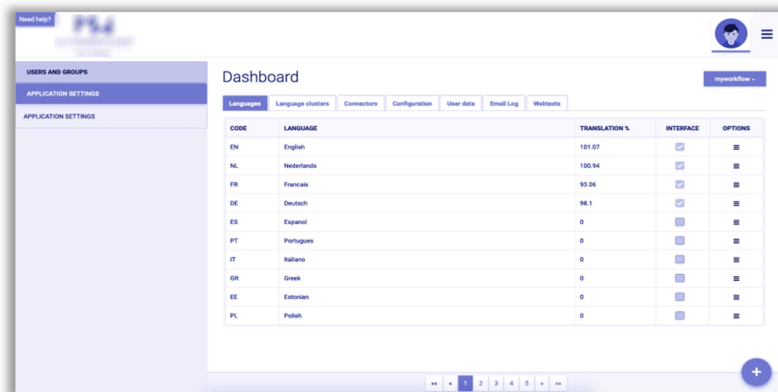 Need help?
USERS AND GROUPS
APPLICATION SETTINGS
APPLICATION SETTINGS
Dashboard
myworkflow -
Languages Language clusters Connectors Configuration User data Email Log Webtexts
CODE LANGUAGE TRANSLATION % INTERFACE OPTIONS
EN English 101.07
NL Nederlands 100.94
FR Francais 93.06
DE Deutsch 98.1
ES Espanol 0
PT Portugues 0
IT Italiano 0
GR Greek 0
EE Estonian 0
PL Polish 0
«« « 1 2 3 4 5 » »»